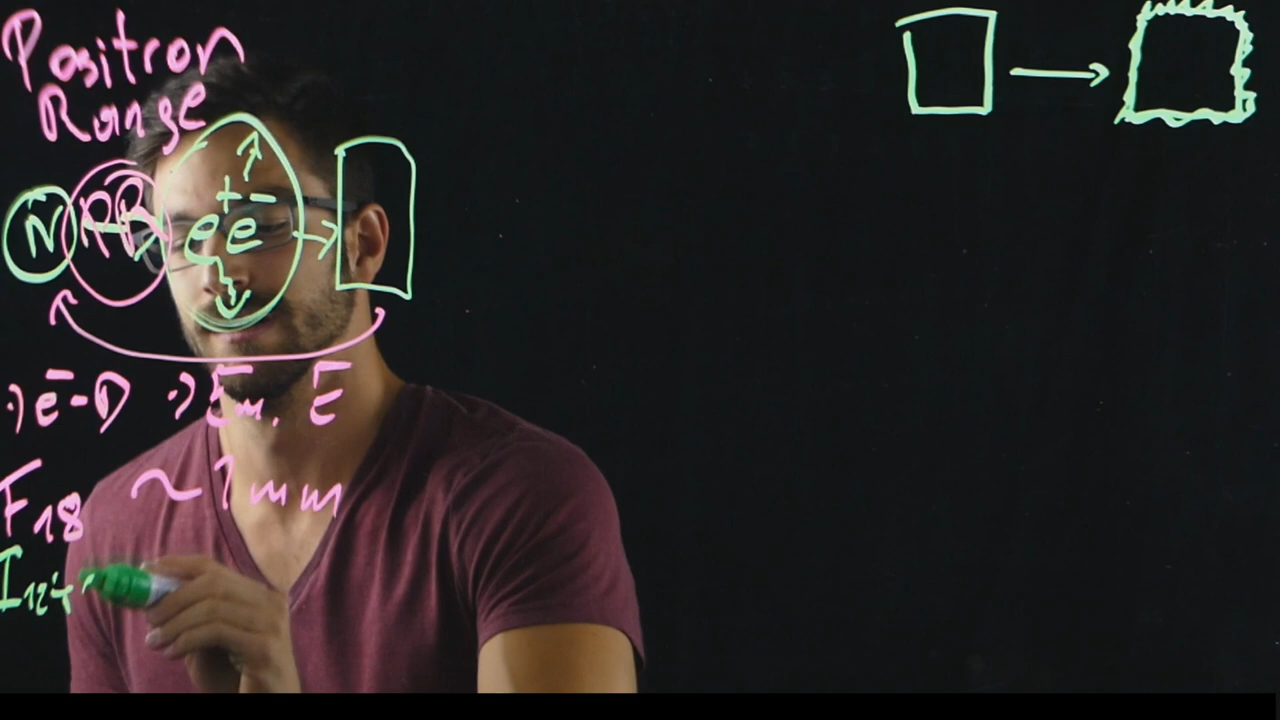 Positron
Range
N PR e+ e-
·) e-D ·) Em. E
F18 ~1mm
I124